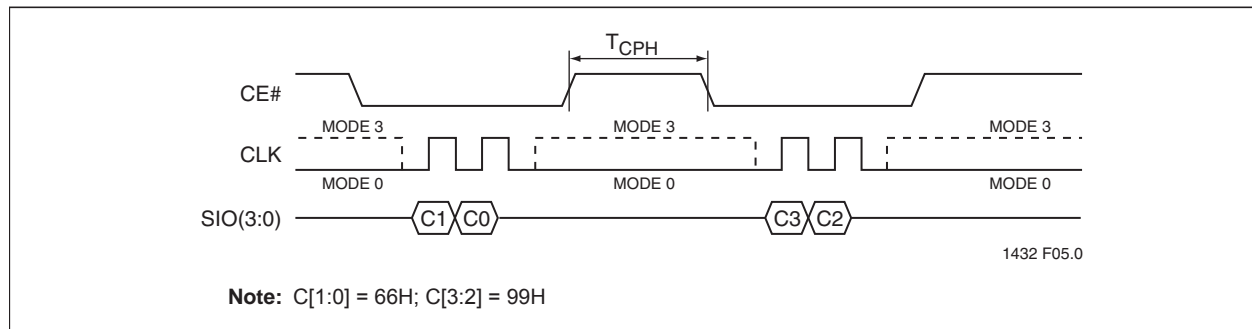 TCPH
CE#
MODE 3 MODE 3 MODE 3
CLK
MODE 0 MODE 0 MODE 0
SIO(3:0) C1 C0 C3 C2
1432 F05.0
Note: C[1:0] = 66H; C[3:2] = 99H